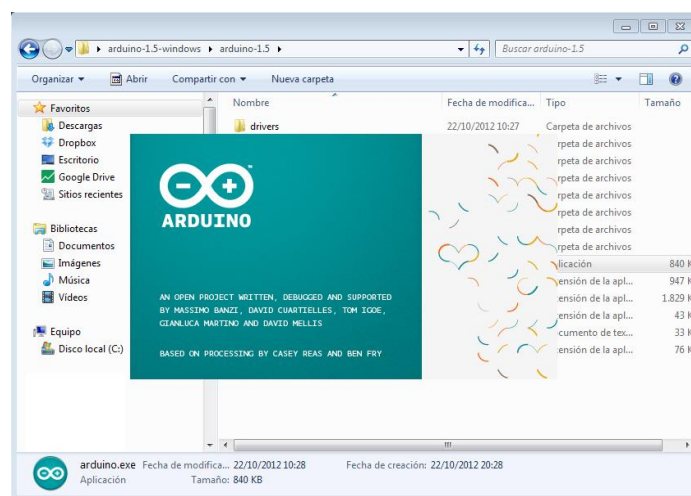 arduino-1.5-windows ▸ arduino-1.5 ▸
Buscar arduino-1.5
Organizar Abrir Compartir con Nueva carpeta
Nombre Fecha de modifica... Tipo Tamaño
Favoritos
Descargas
Dropbox
Escritorio
Google Drive
Sitios recientes
Bibliotecas
Documentos
Imágenes
Música
Vídeos
Equipo
Disco local (C:)
drivers 22/10/2012 10:27 Carpeta de archivos
rpeta de archivos
rpeta de archivos
rpeta de archivos
rpeta de archivos
rpeta de archivos
rpeta de archivos
rpeta de archivos
licación 840 K
tensión de la apl... 947 K
tensión de la apl... 1.829 K
tensión de la apl... 43 K
cumento de tex... 33 K
tensión de la apl... 76 K
ARDUINO
AN OPEN PROJECT WRITTEN, DEBUGGED AND SUPPORTED
BY MASSIMO BANZI, DAVID CUARTIELLES, TOM IGOE,
GIANLUCA MARTINO AND DAVID MELLIS
BASED ON PROCESSING BY CASEY REAS AND BEN FRY
arduino.exe Fecha de modifica... 22/10/2012 10:28 Fecha de creación: 22/10/2012 20:28
Aplicación Tamaño: 840 KB